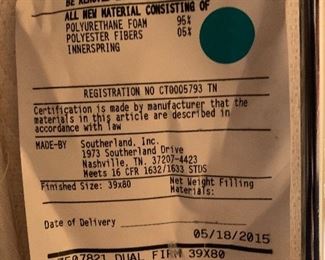 BE REMOVED
ALL NEW MATERIAL CONSISTING OF
POLYURETHANE FOAM 95%
POLYESTER FIBERS 05%
INNERSPRING
REGISTRATION NO CT0005793 TN
Certification is made by manufacturer that the
materials in this article are described in
accordance with law
MADE-BY Southerland, Inc.
1973 Southerland Drive
Nashville, TN. 37207-4423
Meets 16 CFR 1632/1633 STDS
Finished Size: 39x80 Net Weight Filling
Materials:
Date of Delivery
05/18/2015
7507821 DUAL FIRM 39X80